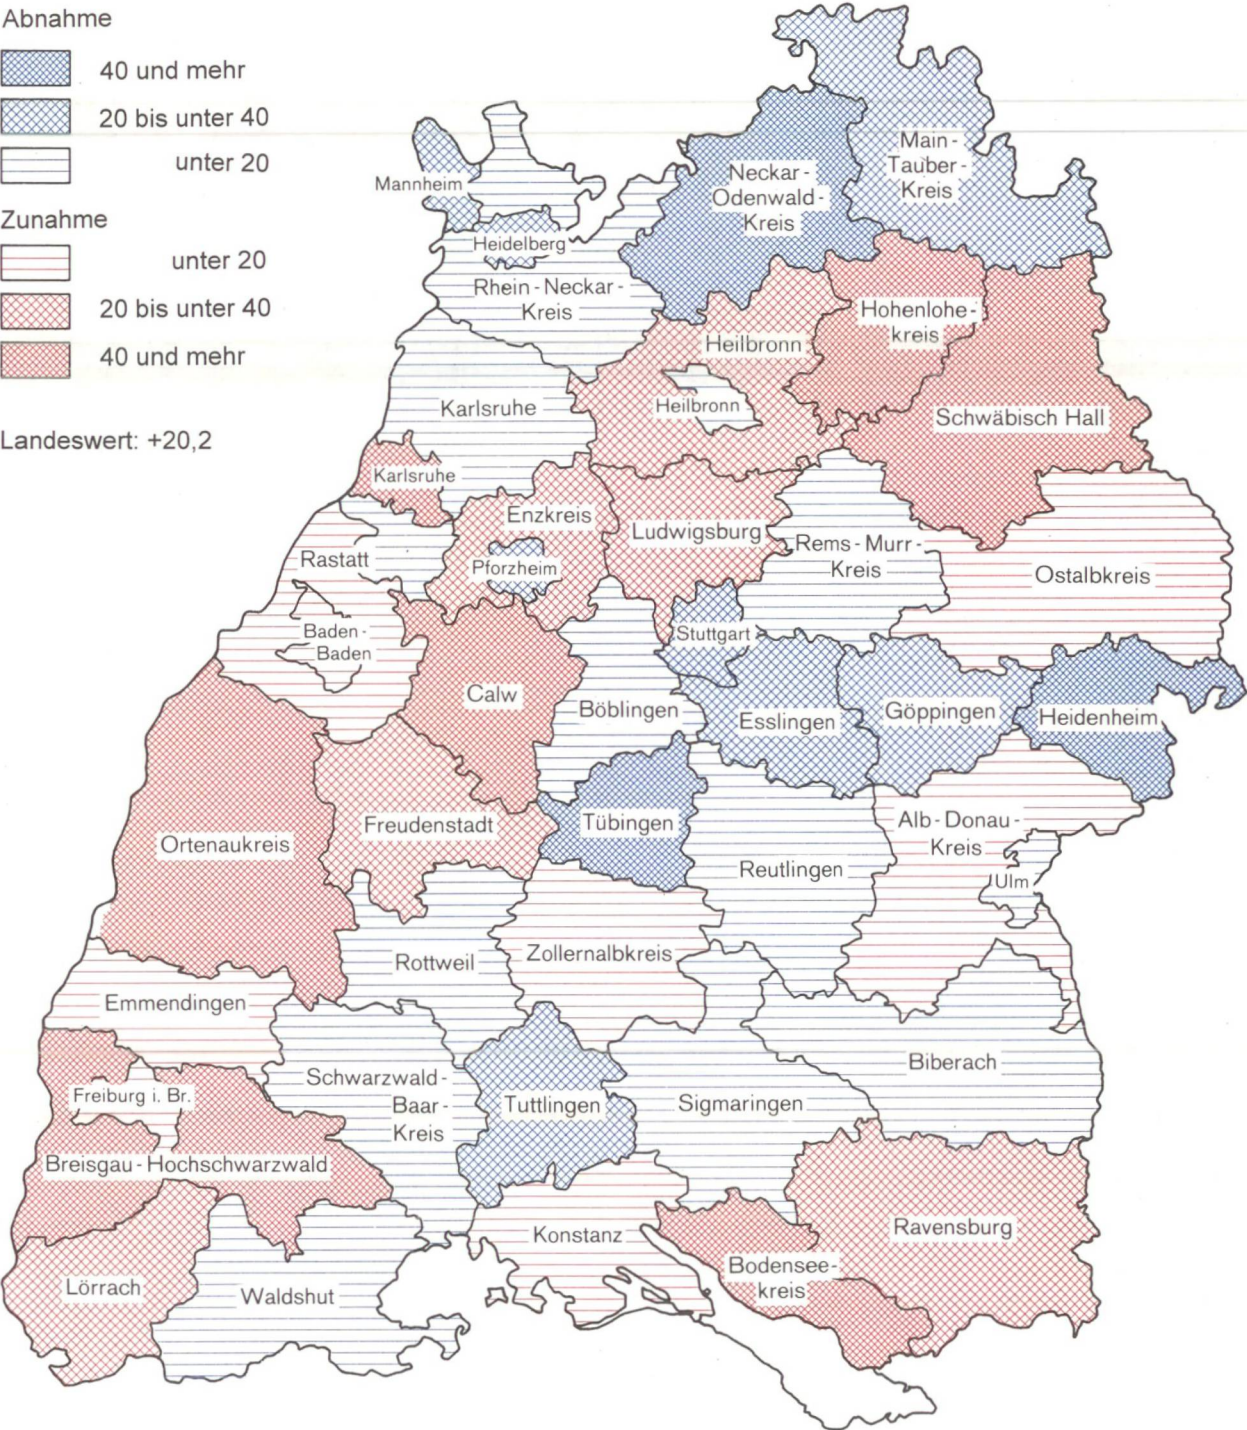 Abnahme
40 und mehr
20 bis unter 40
unter 20
Zunahme
unter 20
20 bis unter 40
40 und mehr
Landeswert: +20,2
Main-
Tauber-
Kreis
Neckar-
Odenwald-
Kreis
Mannheim
Heidelberg
Rhein-Neckar-
Kreis
Hohenlohe-
kreis
Heilbronn
Heilbronn
Karlsruhe
Schwäbisch Hall
Karlsruhe
Enzkreis
Ludwigsburg
Rems-Murr-
Kreis
Rastatt
Pforzheim
Ostalbkreis
Baden-
Baden
Stuttgart
Calw
Böblingen
Esslingen
Göppingen
Heidenheim
Ortenaukreis
Freudenstadt
Tübingen
Alb-Donau-
Kreis
Reutlingen
Ulm
Rottweil
Zollernalbkreis
Emmendingen
Schwarzwald-
Baar-
Kreis
Biberach
Freiburg i. Br.
Tuttlingen
Sigmaringen
Breisgau-Hochschwarzwald
Konstanz
Ravensburg
Bodensee-
kreis
Lörrach
Waldshut